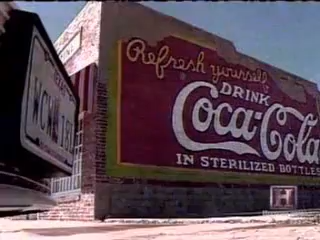 Refresh yourself
DRINK
Coca-Cola
IN STERILIZED BOTTLES
H